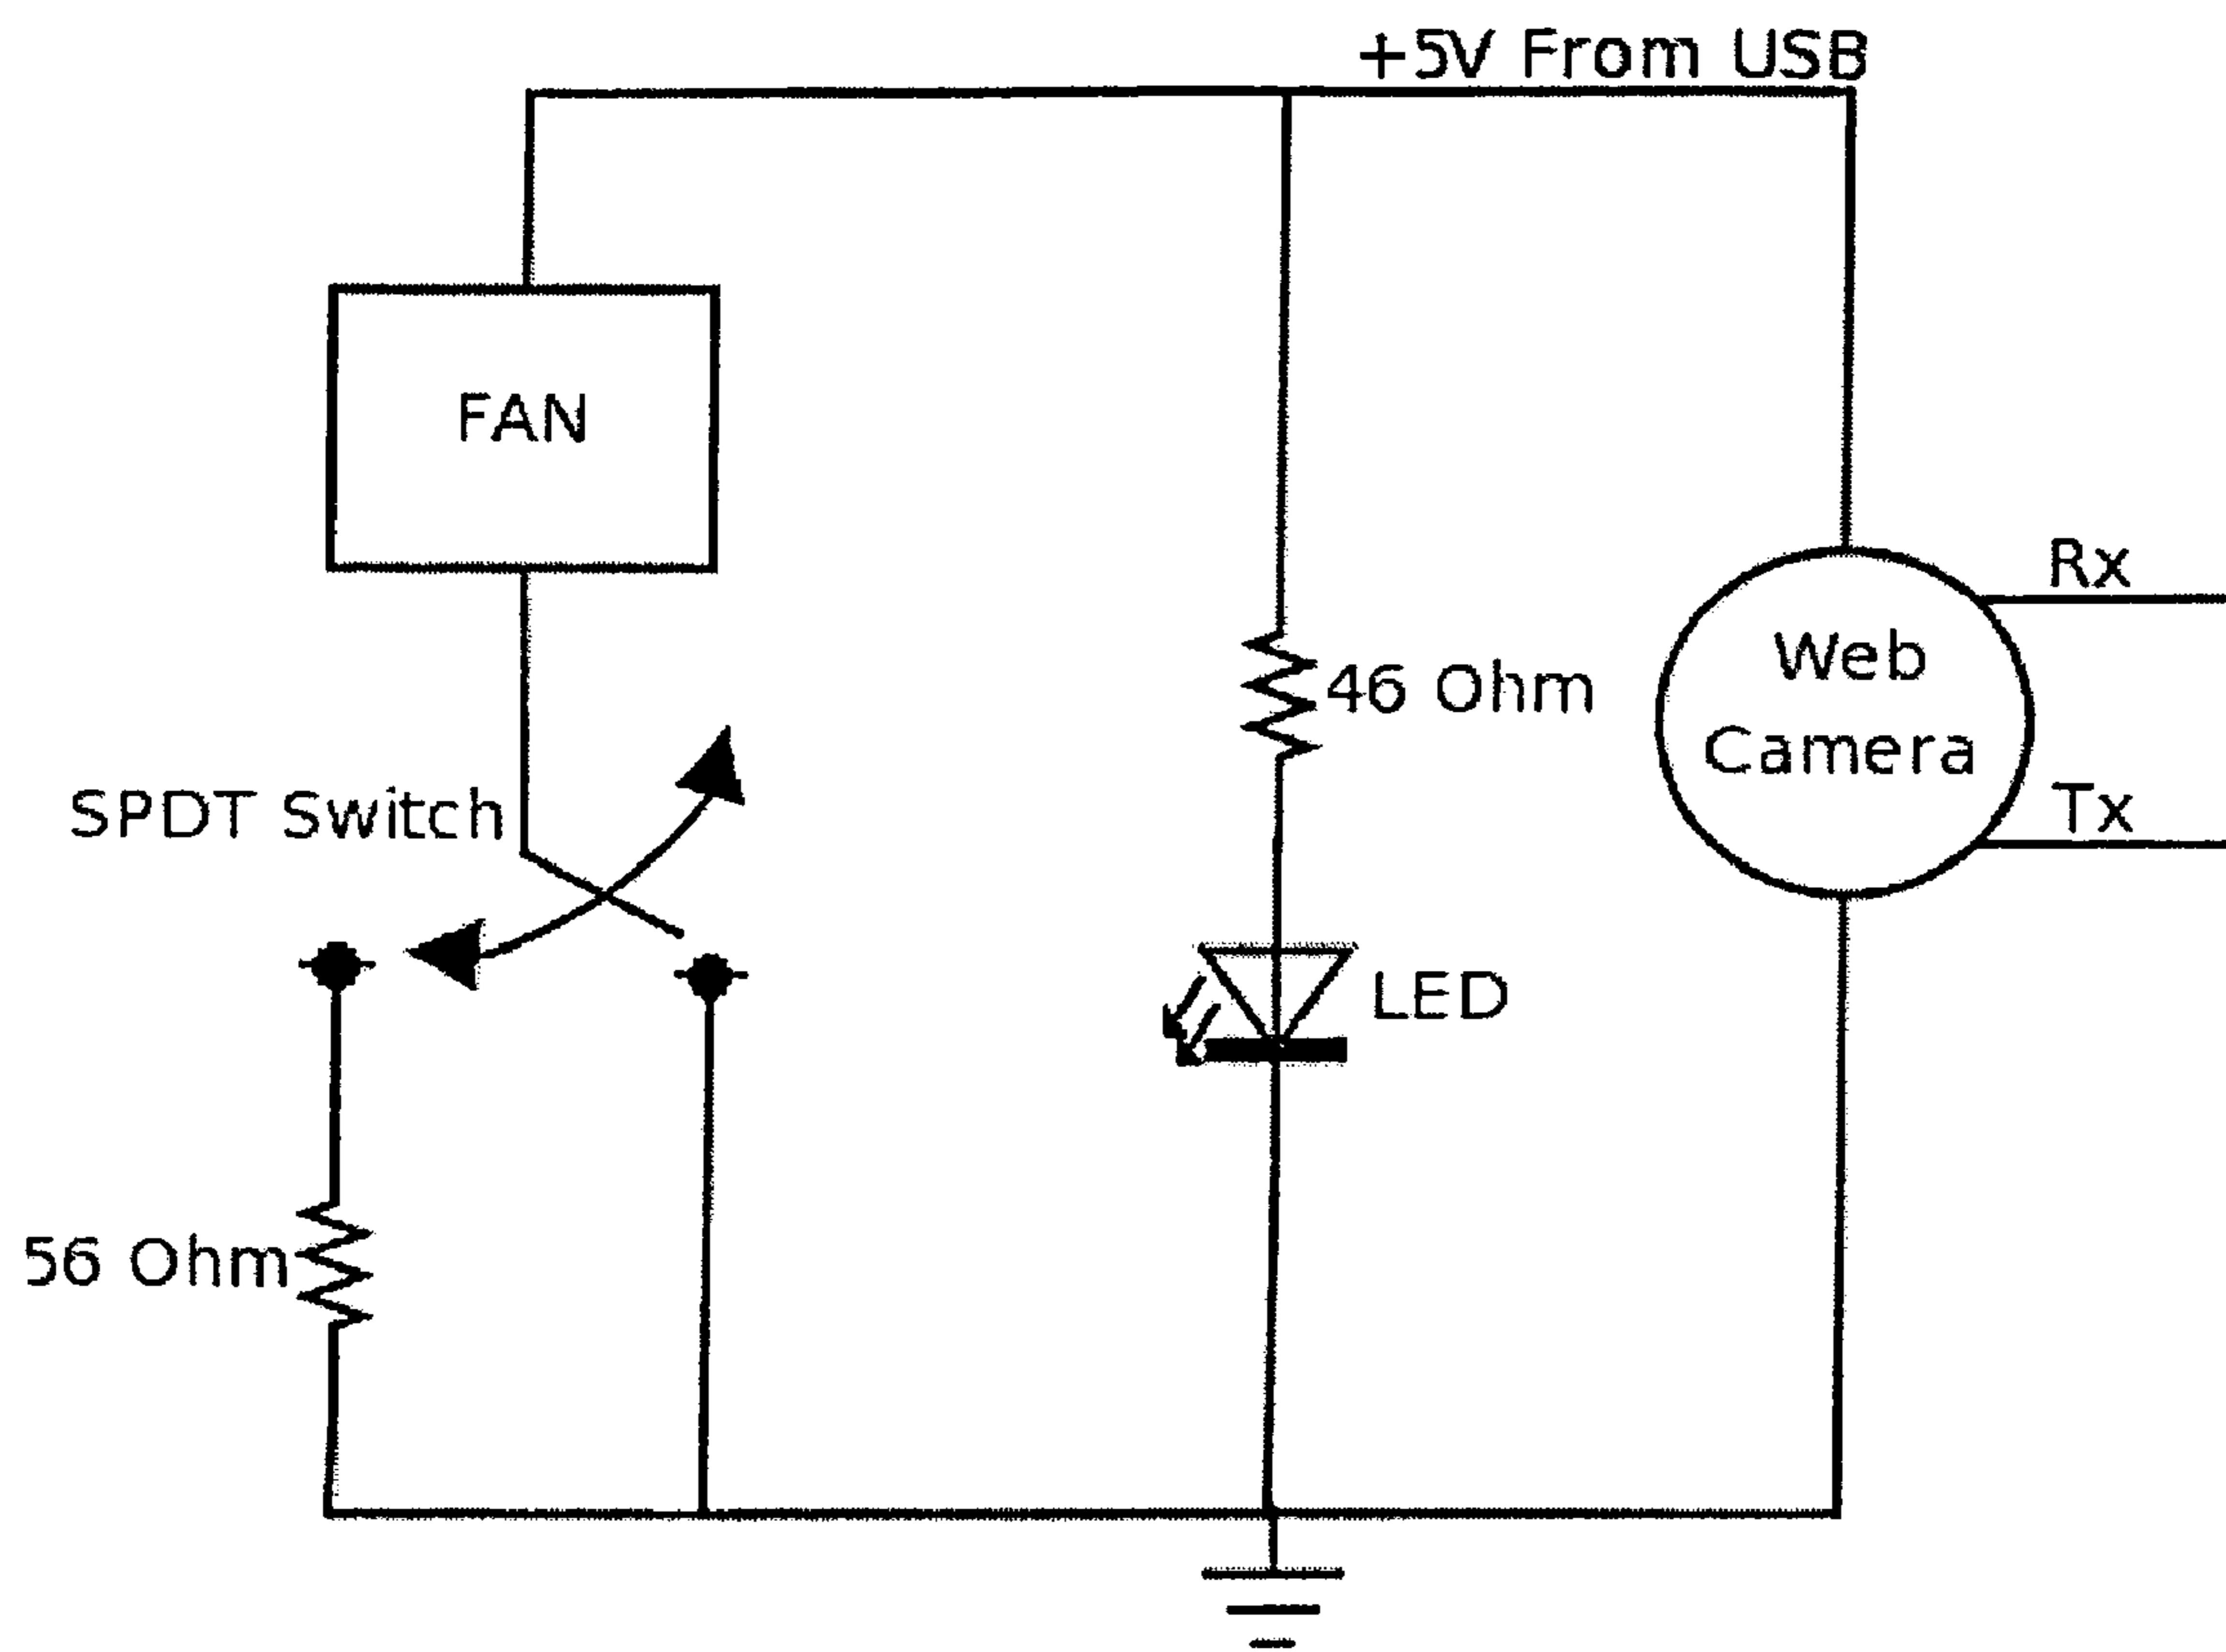 +5V From USB
FAN
Rx
46 Ohm
Web
Camera
SPDT Switch
Tx
LED
56 Ohm